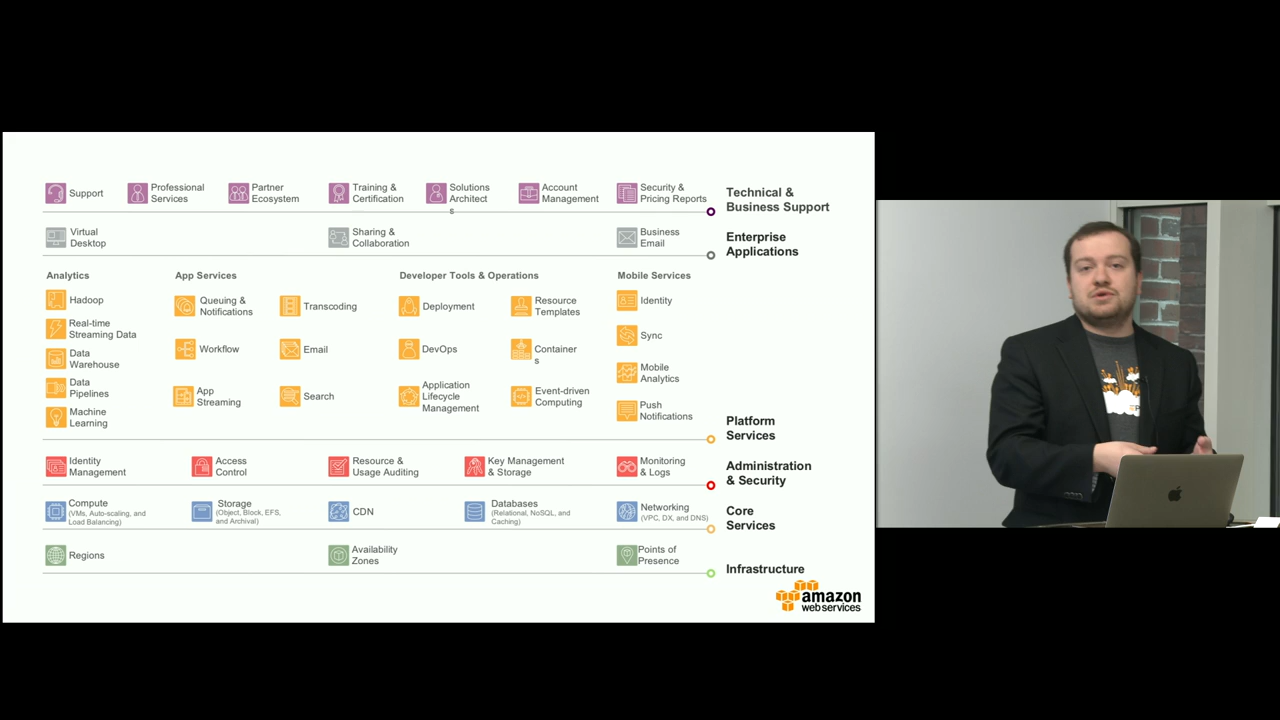 Support
Professional
Services
Partner
Ecosystem
Training &
Certification
Solutions
Architect
s
Account
Management
Security &
Pricing Reports
Technical &
Business Support
Virtual
Desktop
Sharing &
Collaboration
Business
Email
Enterprise
Applications
Analytics
Hadoop
Real-time
Streaming Data
Data
Warehouse
Data
Pipelines
Machine
Learning
App Services
Queuing &
Notifications
Transcoding
Workflow
Email
App
Streaming
Search
Developer Tools & Operations
Deployment
Resource
Templates
DevOps
Container
s
Application
Lifecycle
Management
Event-driven
Computing
Mobile Services
Identity
Sync
Mobile
Analytics
Push
Notifications
Platform
Services
Identity
Management
Access
Control
Resource &
Usage Auditing
Key Management
& Storage
Monitoring
& Logs
Administration
& Security
Compute
(VMs, Auto-scaling, and
Load Balancing)
Storage
(Object, Block, EFS,
and Archival)
CDN
Databases
(Relational, NoSQL, and
Caching)
Networking
(VPC, DX, and DNS)
Core
Services
Regions
Availability
Zones
Points of
Presence
Infrastructure
amazon
webservices